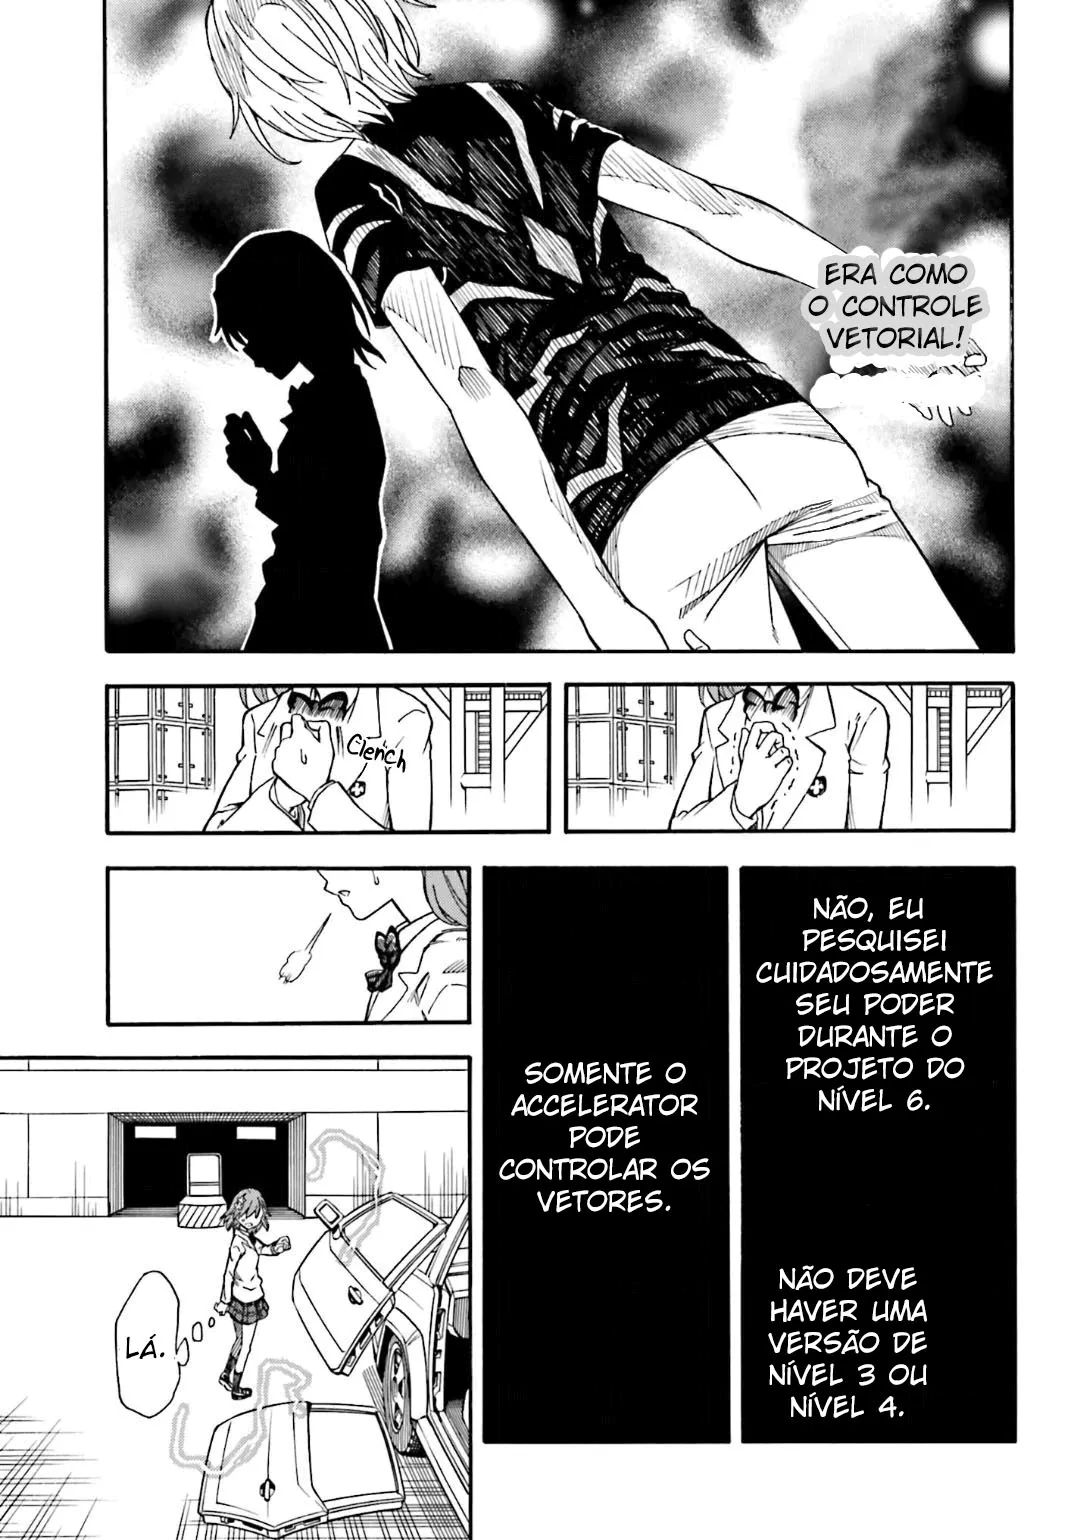 ERA COMO
O CONTROLE
VETORIAL!
Clench
NÃO, EU
PESQUISEI
CUIDADOSAMENTE
SEU PODER
DURANTE O
PROJETO DO
NÍVEL 6.
NÃO DEVE
HAVER UMA
VERSÃO DE
NÍVEL 3 OU
NÍVEL 4.
SOMENTE O
ACCELERATOR
PODE
CONTROLAR OS
VETORES.
LÁ.